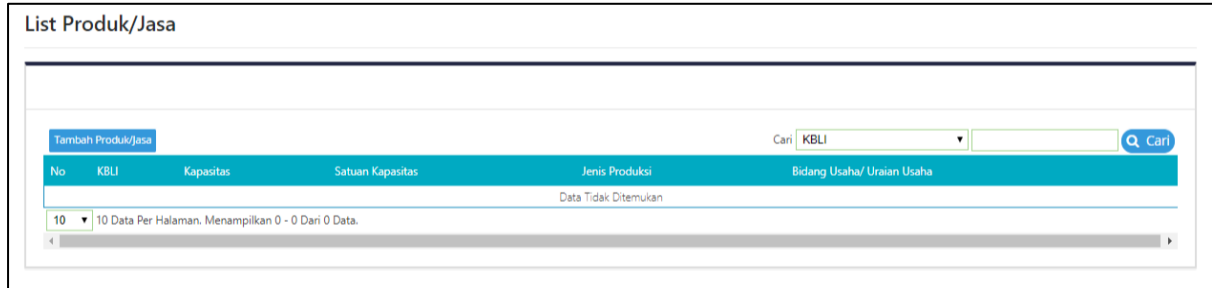 List Produk/Jasa
Tambah Produk/Jasa Cari KBLI Cari
No KBLI Kapasitas Satuan Kapasitas Jenis Produksi Bidang Usaha/ Uraian Usaha
Data Tidak Ditemukan
10 10 Data Per Halaman. Menampilkan 0 - 0 Dari 0 Data.